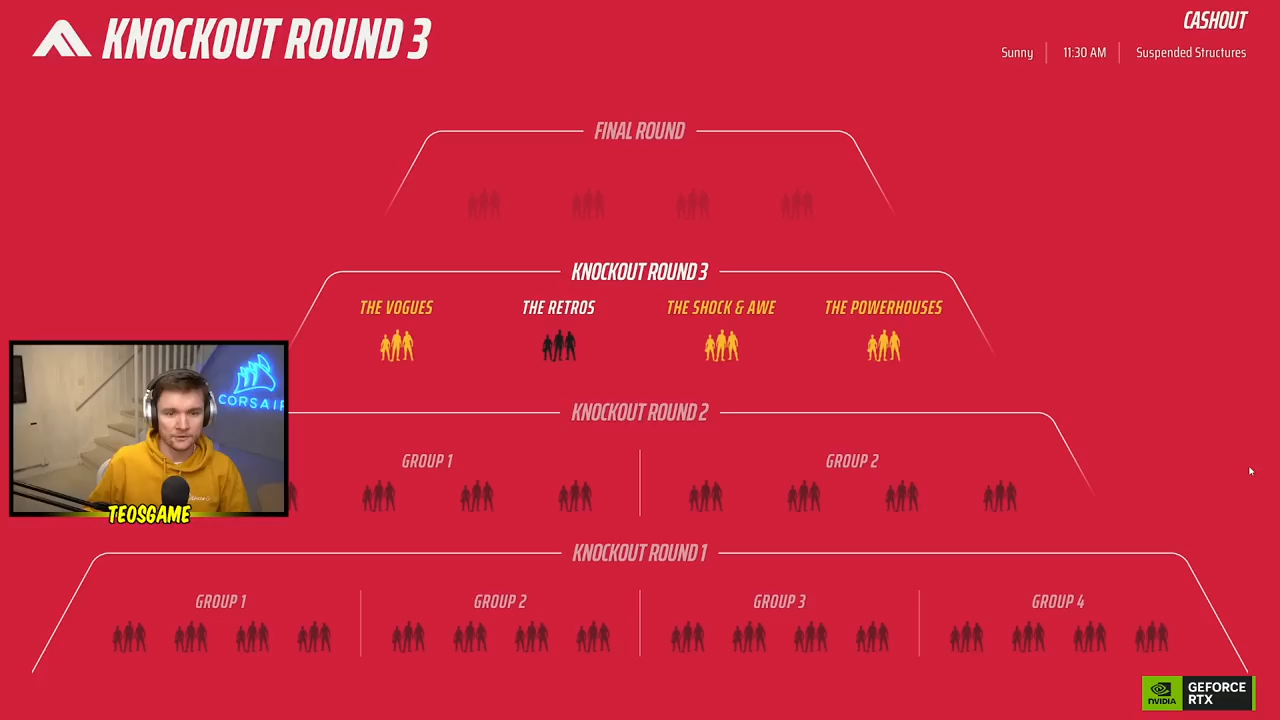 KNOCKOUT ROUND 3
CASHOUT
Sunny
11:30 AM
Suspended Structures
FINAL ROUND
KNOCKOUT ROUND 3
THE VOGUES
THE RETROS
THE SHOCK & AWE
THE POWERHOUSES
CORSAIR
KNOCKOUT ROUND 2
GROUP 1
GROUP 2
TEOSGAME
KNOCKOUT ROUND 1
GROUP 1
GROUP 2
GROUP 3
GROUP 4
NVIDIA
GEFORCE
RTX